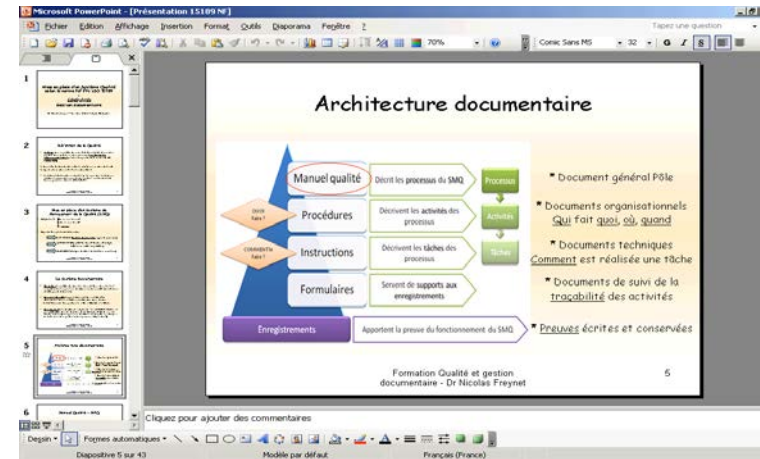 Microsoft PowerPoint - [Présentation 15189 NF]
Fichier Edition Affichage Insertion Format Outils Diaporama Fenêtre ?
Tapez une question
70%
Comic Sans MS
32
G I S
1
2
3
4
5
6
Architecture documentaire
Manuel qualité
Décrit les processus du SMQ
Processus
* Document général Pôle
Procédures
Décrivent les activités des
processus
Activités
* Documents organisationnels
Qui fait quoi, où, quand
Instructions
Décrivent les tâches des
processus
Tâches
* Documents techniques
Comment est réalisée une tâche
Formulaires
Servent de supports aux
enregistrements
* Documents de suivi de la
traçabilité des activités
Enregistrements
Apportent la preuve du fonctionnement du SMQ
* Preuves écrites et conservées
Formation Qualité et gestion
documentaire - Dr Nicolas Freynet
5
Cliquez pour ajouter des commentaires
Dessin
Formes automatiques
Diapositive 5 sur 43
Modèle par défaut
Français (France)